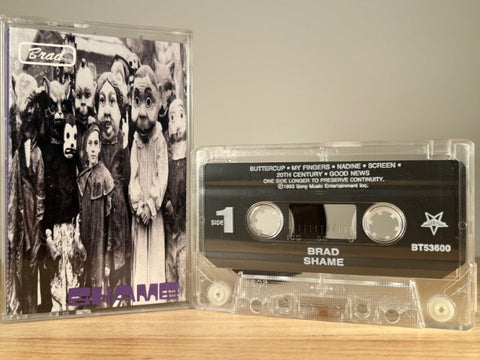 Brad
SHAME
BUTTERCUP • MY FINGERS • NADINE • SCREEN •
20TH CENTURY • GOOD NEWS
ONE SIDE LONGER TO PRESERVE CONTINUITY.
©1993 Sony Music Entertainment Inc.
SIDE 1
BT53600
BRAD
SHAME